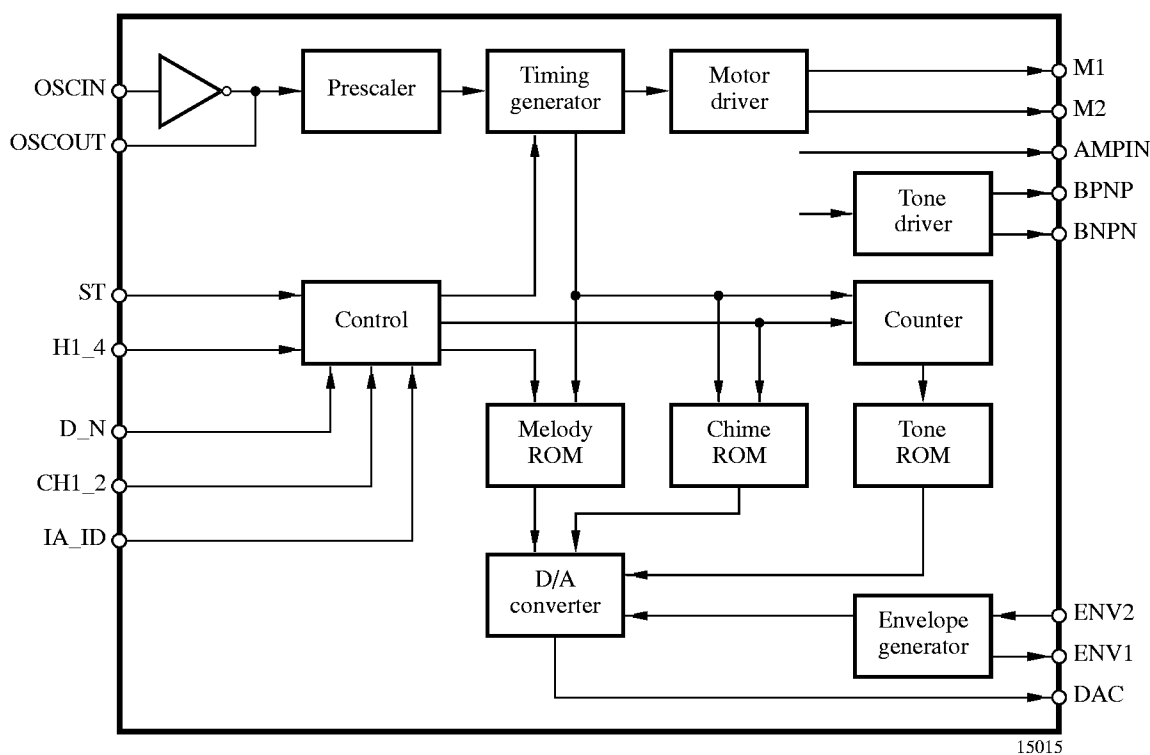 OSCIN
OSCOUT
Prescaler
Timing
generator
Motor
driver
M1
M2
AMPIN
Tone
driver
BPNP
BNPN
ST
H1_4
D_N
CH1_2
IA_ID
Control
Counter
Melody
ROM
Chime
ROM
Tone
ROM
D/A
converter
Envelope
generator
ENV2
ENV1
DAC
15015